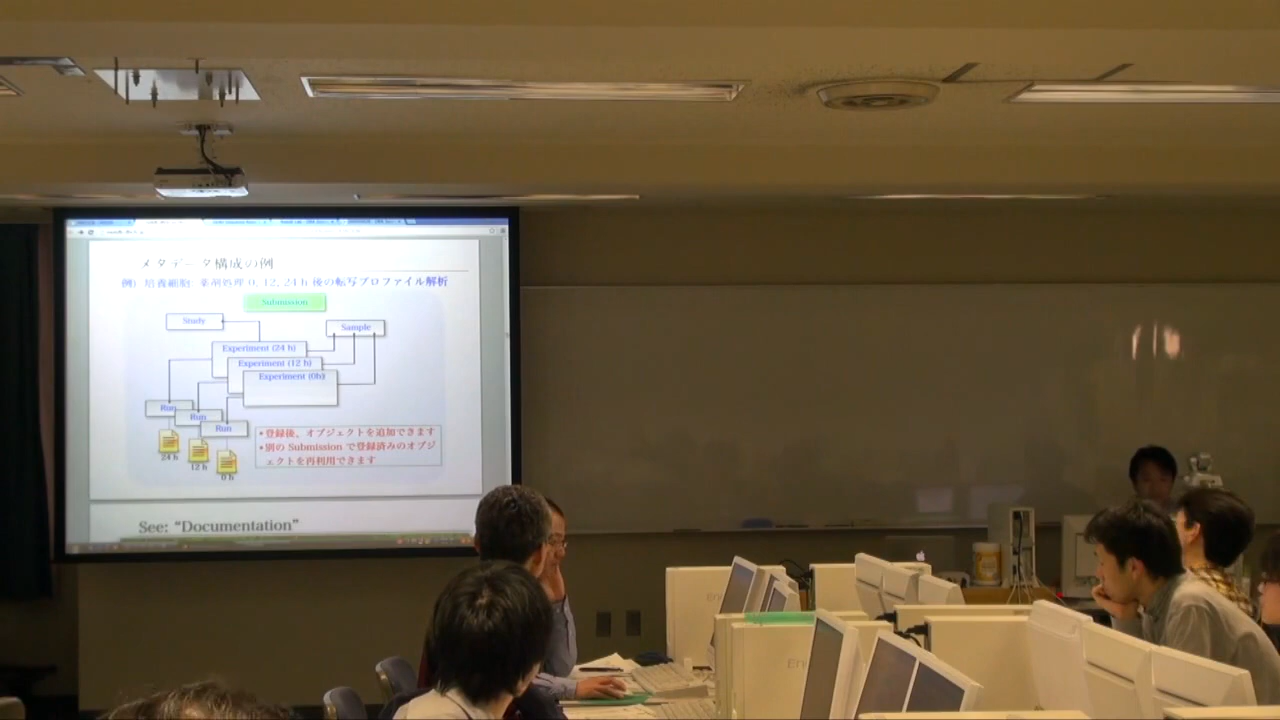 メタデータ構成の例
例) 培養細胞: 薬剤処理 0, 12, 24 h 後の転写プロファイル解析
Submission
Study
Sample
Experiment (24 h)
Experiment (12 h)
Experiment (0h)
Run
Run
Run
24 h
12 h
0 h
•登録後、オブジェクトを追加できます
•別の Submission で登録済みのオブジ
ェクトを再利用できます
See: “Documentation”